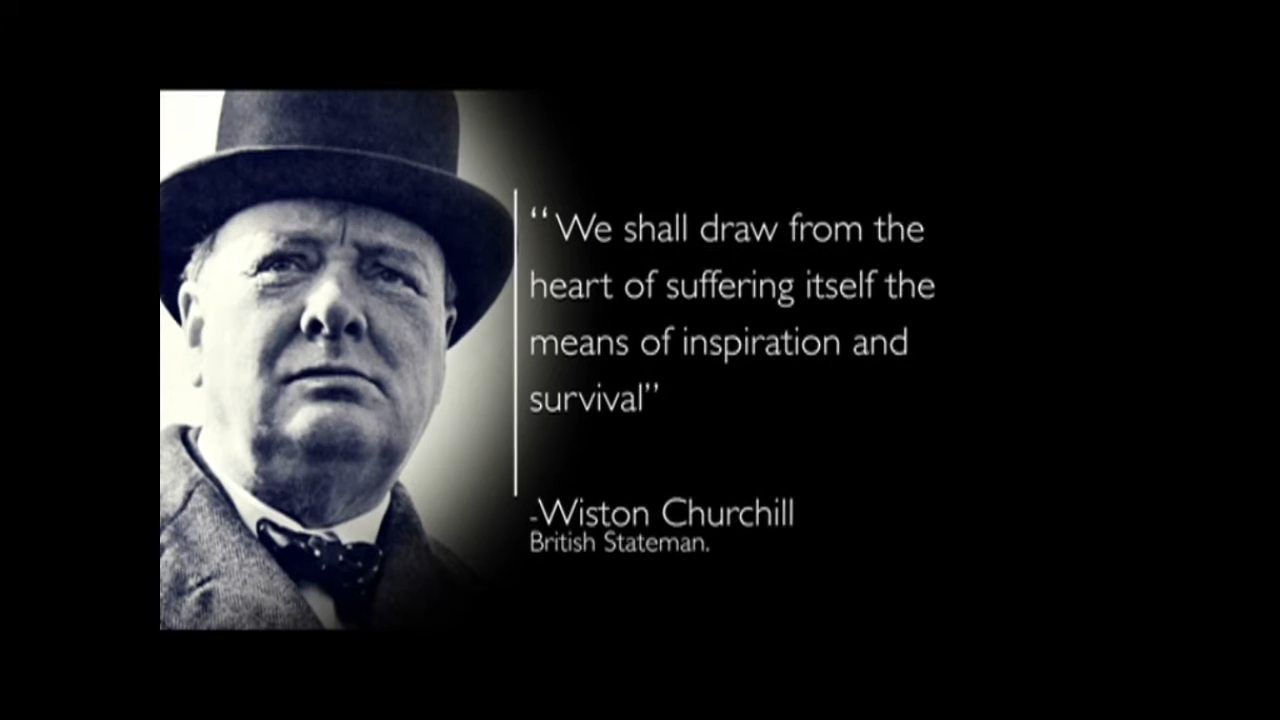 “We shall draw from the
heart of suffering itself the
means of inspiration and
survival”
-Wiston Churchill
British Stateman.